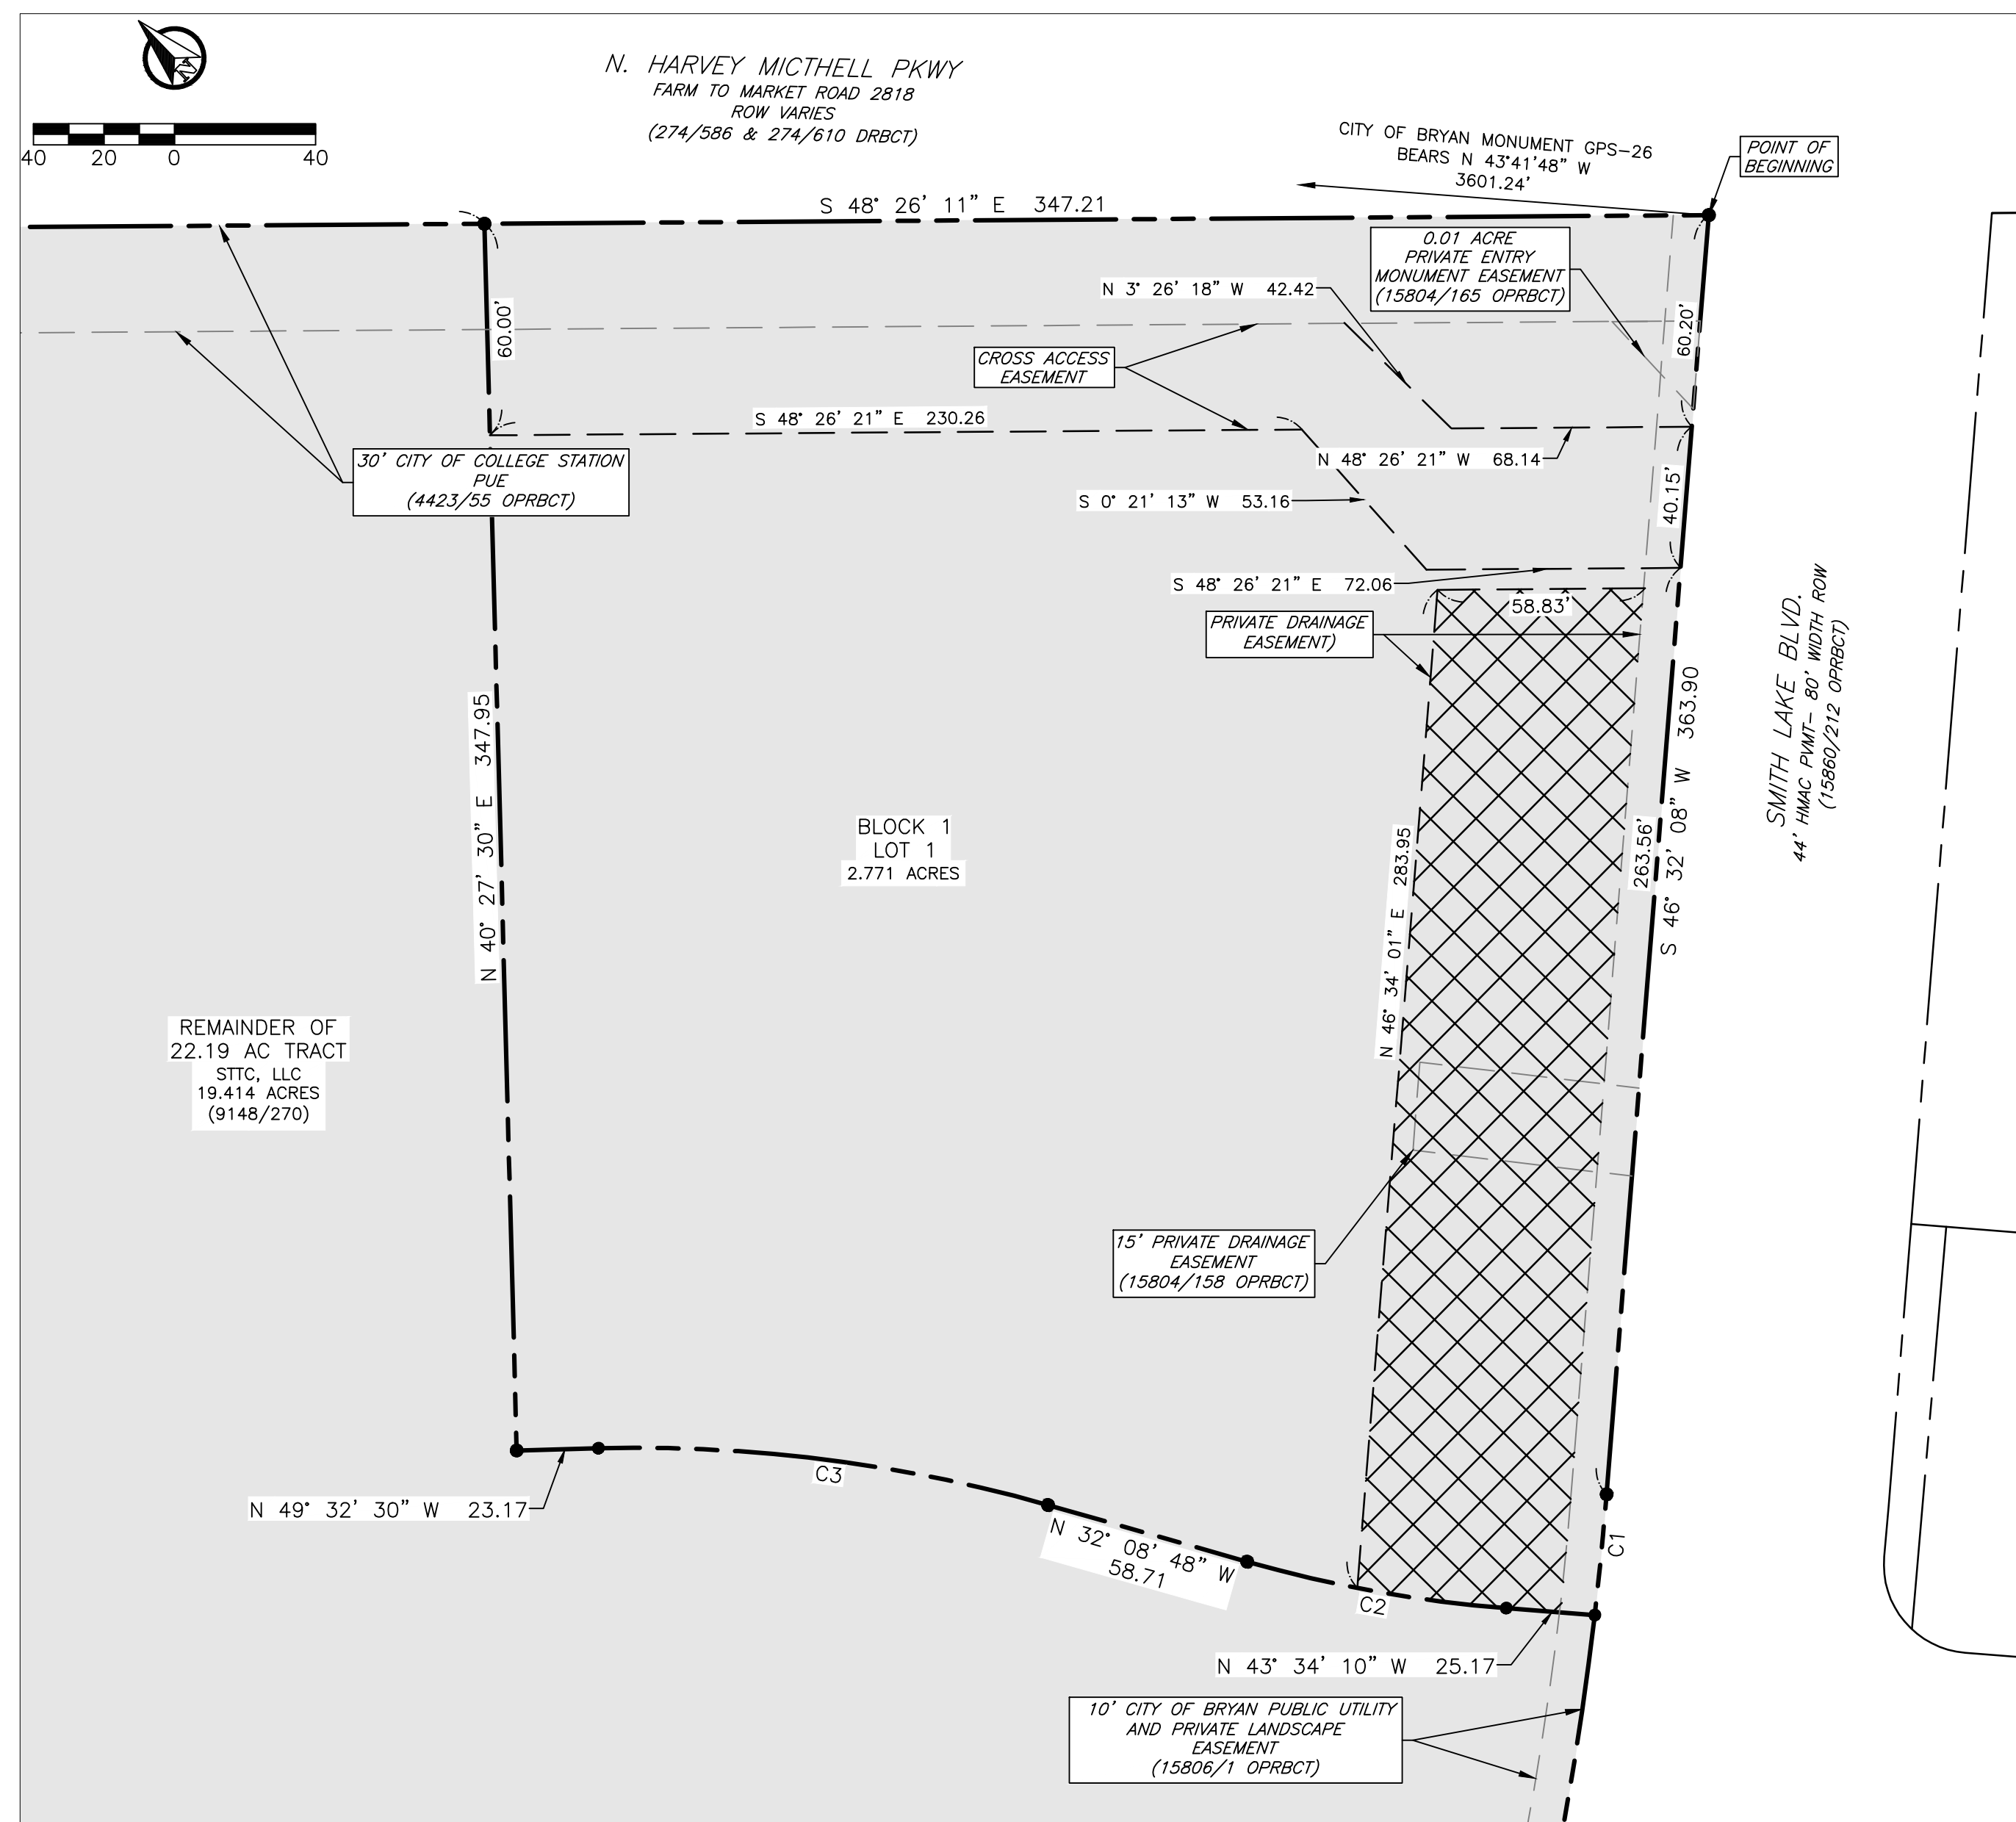 N
40 20 0 40
N. HARVEY MICTHELL PKWY
FARM TO MARKET ROAD 2818
ROW VARIES
(274/586 & 274/610 DRBCT)
CITY OF BRYAN MONUMENT GPS-26
BEARS N 43°41'48" W
3601.24'
POINT OF
BEGINNING
S 48° 26' 11" E 347.21
0.01 ACRE
PRIVATE ENTRY
MONUMENT EASEMENT
(15804/165 OPRBCT)
N 3° 26' 18" W 42.42
60.00'
60.20'
CROSS ACCESS
EASEMENT
S 48° 26' 21" E 230.26
30' CITY OF COLLEGE STATION
PUE
(4423/55 OPRBCT)
N 48° 26' 21" W 68.14
S 0° 21' 13" W 53.16
40.15'
S 48° 26' 21" E 72.06
58.83'
PRIVATE DRAINAGE
EASEMENT)
SMITH LAKE BLVD.
44' HMAC PVMT- 80' WIDTH ROW
(15860/212 OPRBCT)
N 40° 27' 30" E 347.95
BLOCK 1
LOT 1
2.771 ACRES
N 46° 34' 01" E 283.95
263.56'
S 46° 32' 08" W 363.90
REMAINDER OF
22.19 AC TRACT
STTC, LLC
19.414 ACRES
(9148/270)
15' PRIVATE DRAINAGE
EASEMENT
(15804/158 OPRBCT)
C3
N 49° 32' 30" W 23.17
N 32° 08' 48" W
58.71
C1
C2
N 43° 34' 10" W 25.17
10' CITY OF BRYAN PUBLIC UTILITY
AND PRIVATE LANDSCAPE
EASEMENT
(15806/1 OPRBCT)